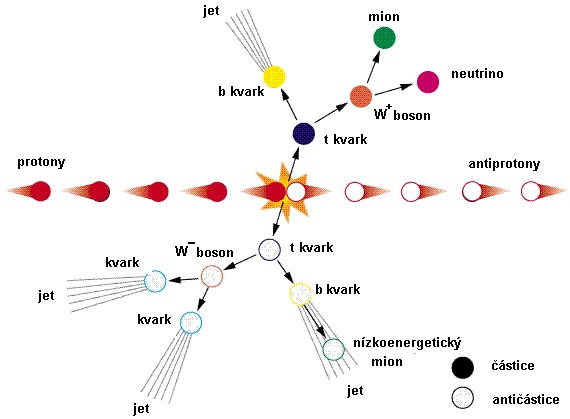 jet
mion
b kvark
neutrino
W+ boson
t kvark
protony
antiprotony
W− boson
t kvark
kvark
jet
b kvark
kvark
nízkoenergetický
mion
jet
jet
částice
antičástice